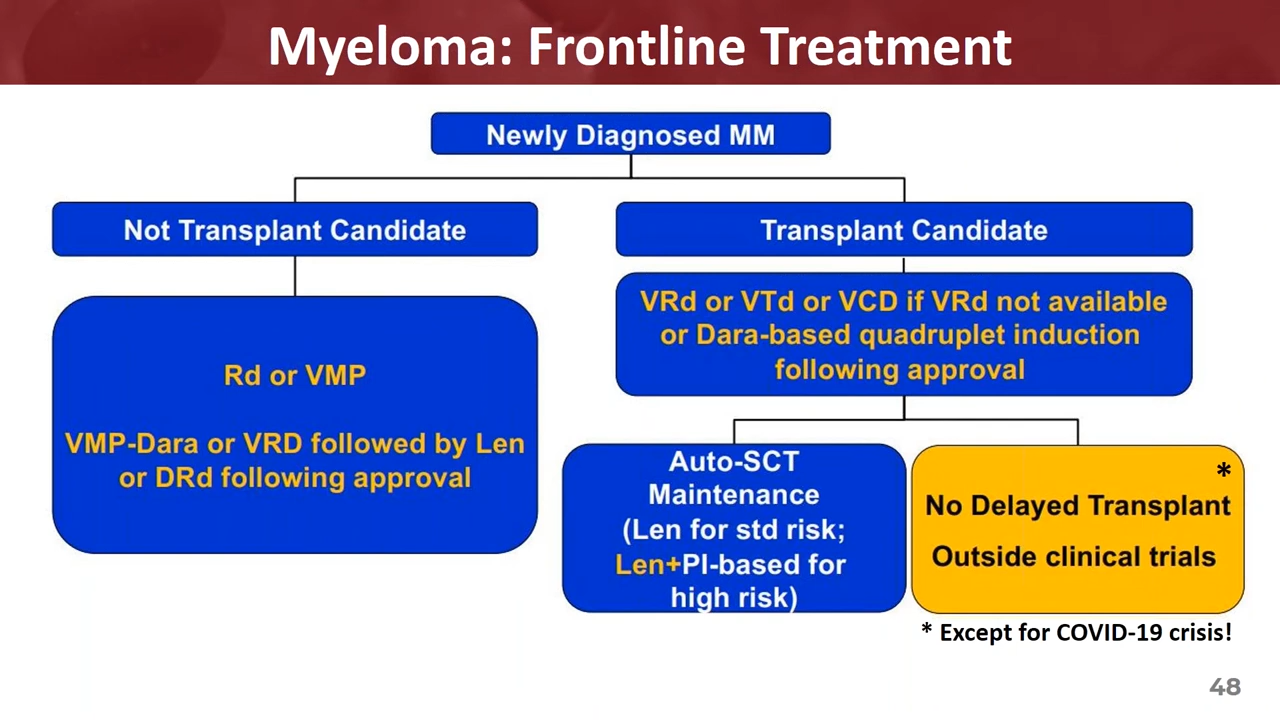 Myeloma: Frontline Treatment
Newly Diagnosed MM
Not Transplant Candidate
Transplant Candidate
Rd or VMP
VMP-Dara or VRD followed by Len
or DRd following approval
VRd or VTd or VCD if VRd not available
or Dara-based quadruplet induction
following approval
Auto-SCT
Maintenance
(Len for std risk;
Len+PI-based for
high risk)
*
No Delayed Transplant
Outside clinical trials
* Except for COVID-19 crisis!
48